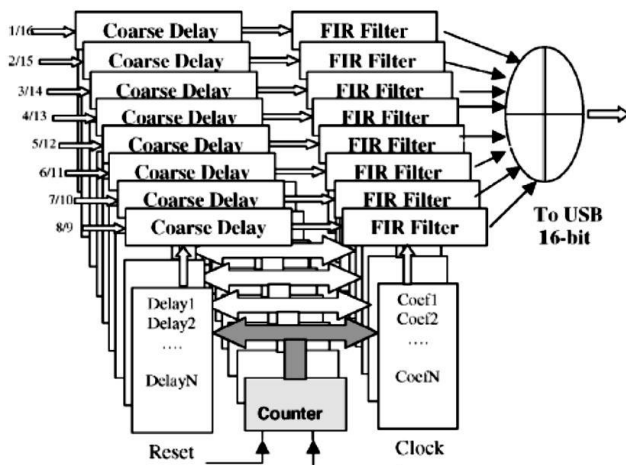 1/16 Coarse Delay FIR Filter
2/15 Coarse Delay FIR Filter
3/14 Coarse Delay FIR Filter
4/13 Coarse Delay FIR Filter
5/12 Coarse Delay FIR Filter
6/11 Coarse Delay FIR Filter
7/10 Coarse Delay FIR Filter
8/9 Coarse Delay FIR Filter
To USB
16-bit
Delay1 Coef1
Delay2 Coef2
.... ....
DelayN CoefN
Counter
Reset Clock